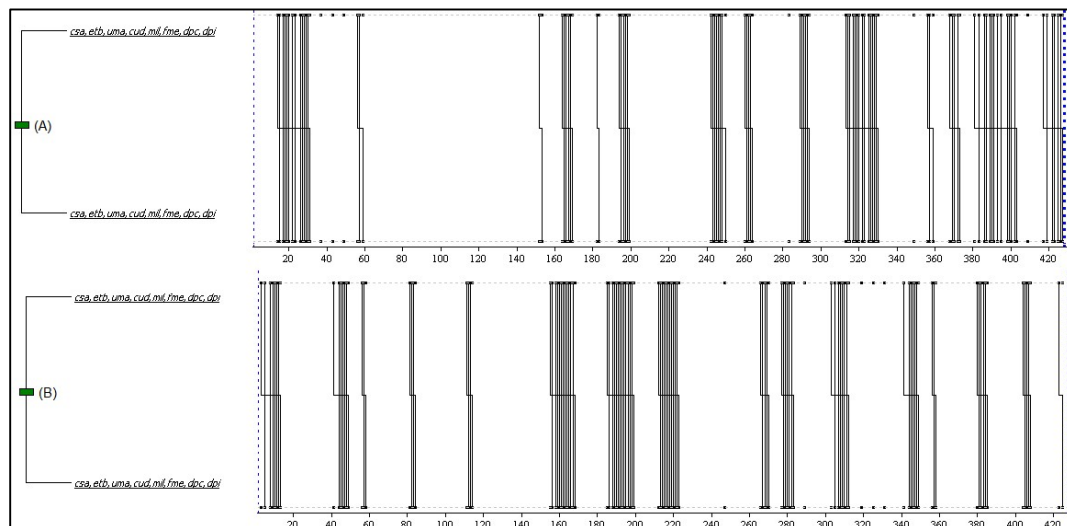 csa, etb, uma, cud, mil, fme, dpc, dpi
(A)
csa, etb, uma, cud, mil, fme, dpc, dpi
20 40 60 80 100 120 140 160 180 200 220 240 260 280 300 320 340 360 380 400 420
csa, etb, uma, cud, mil, fme, dpc, dpi
(B)
csa, etb, uma, cud, mil, fme, dpc, dpi
20 40 60 80 100 120 140 160 180 200 220 240 260 280 300 320 340 360 380 400 420